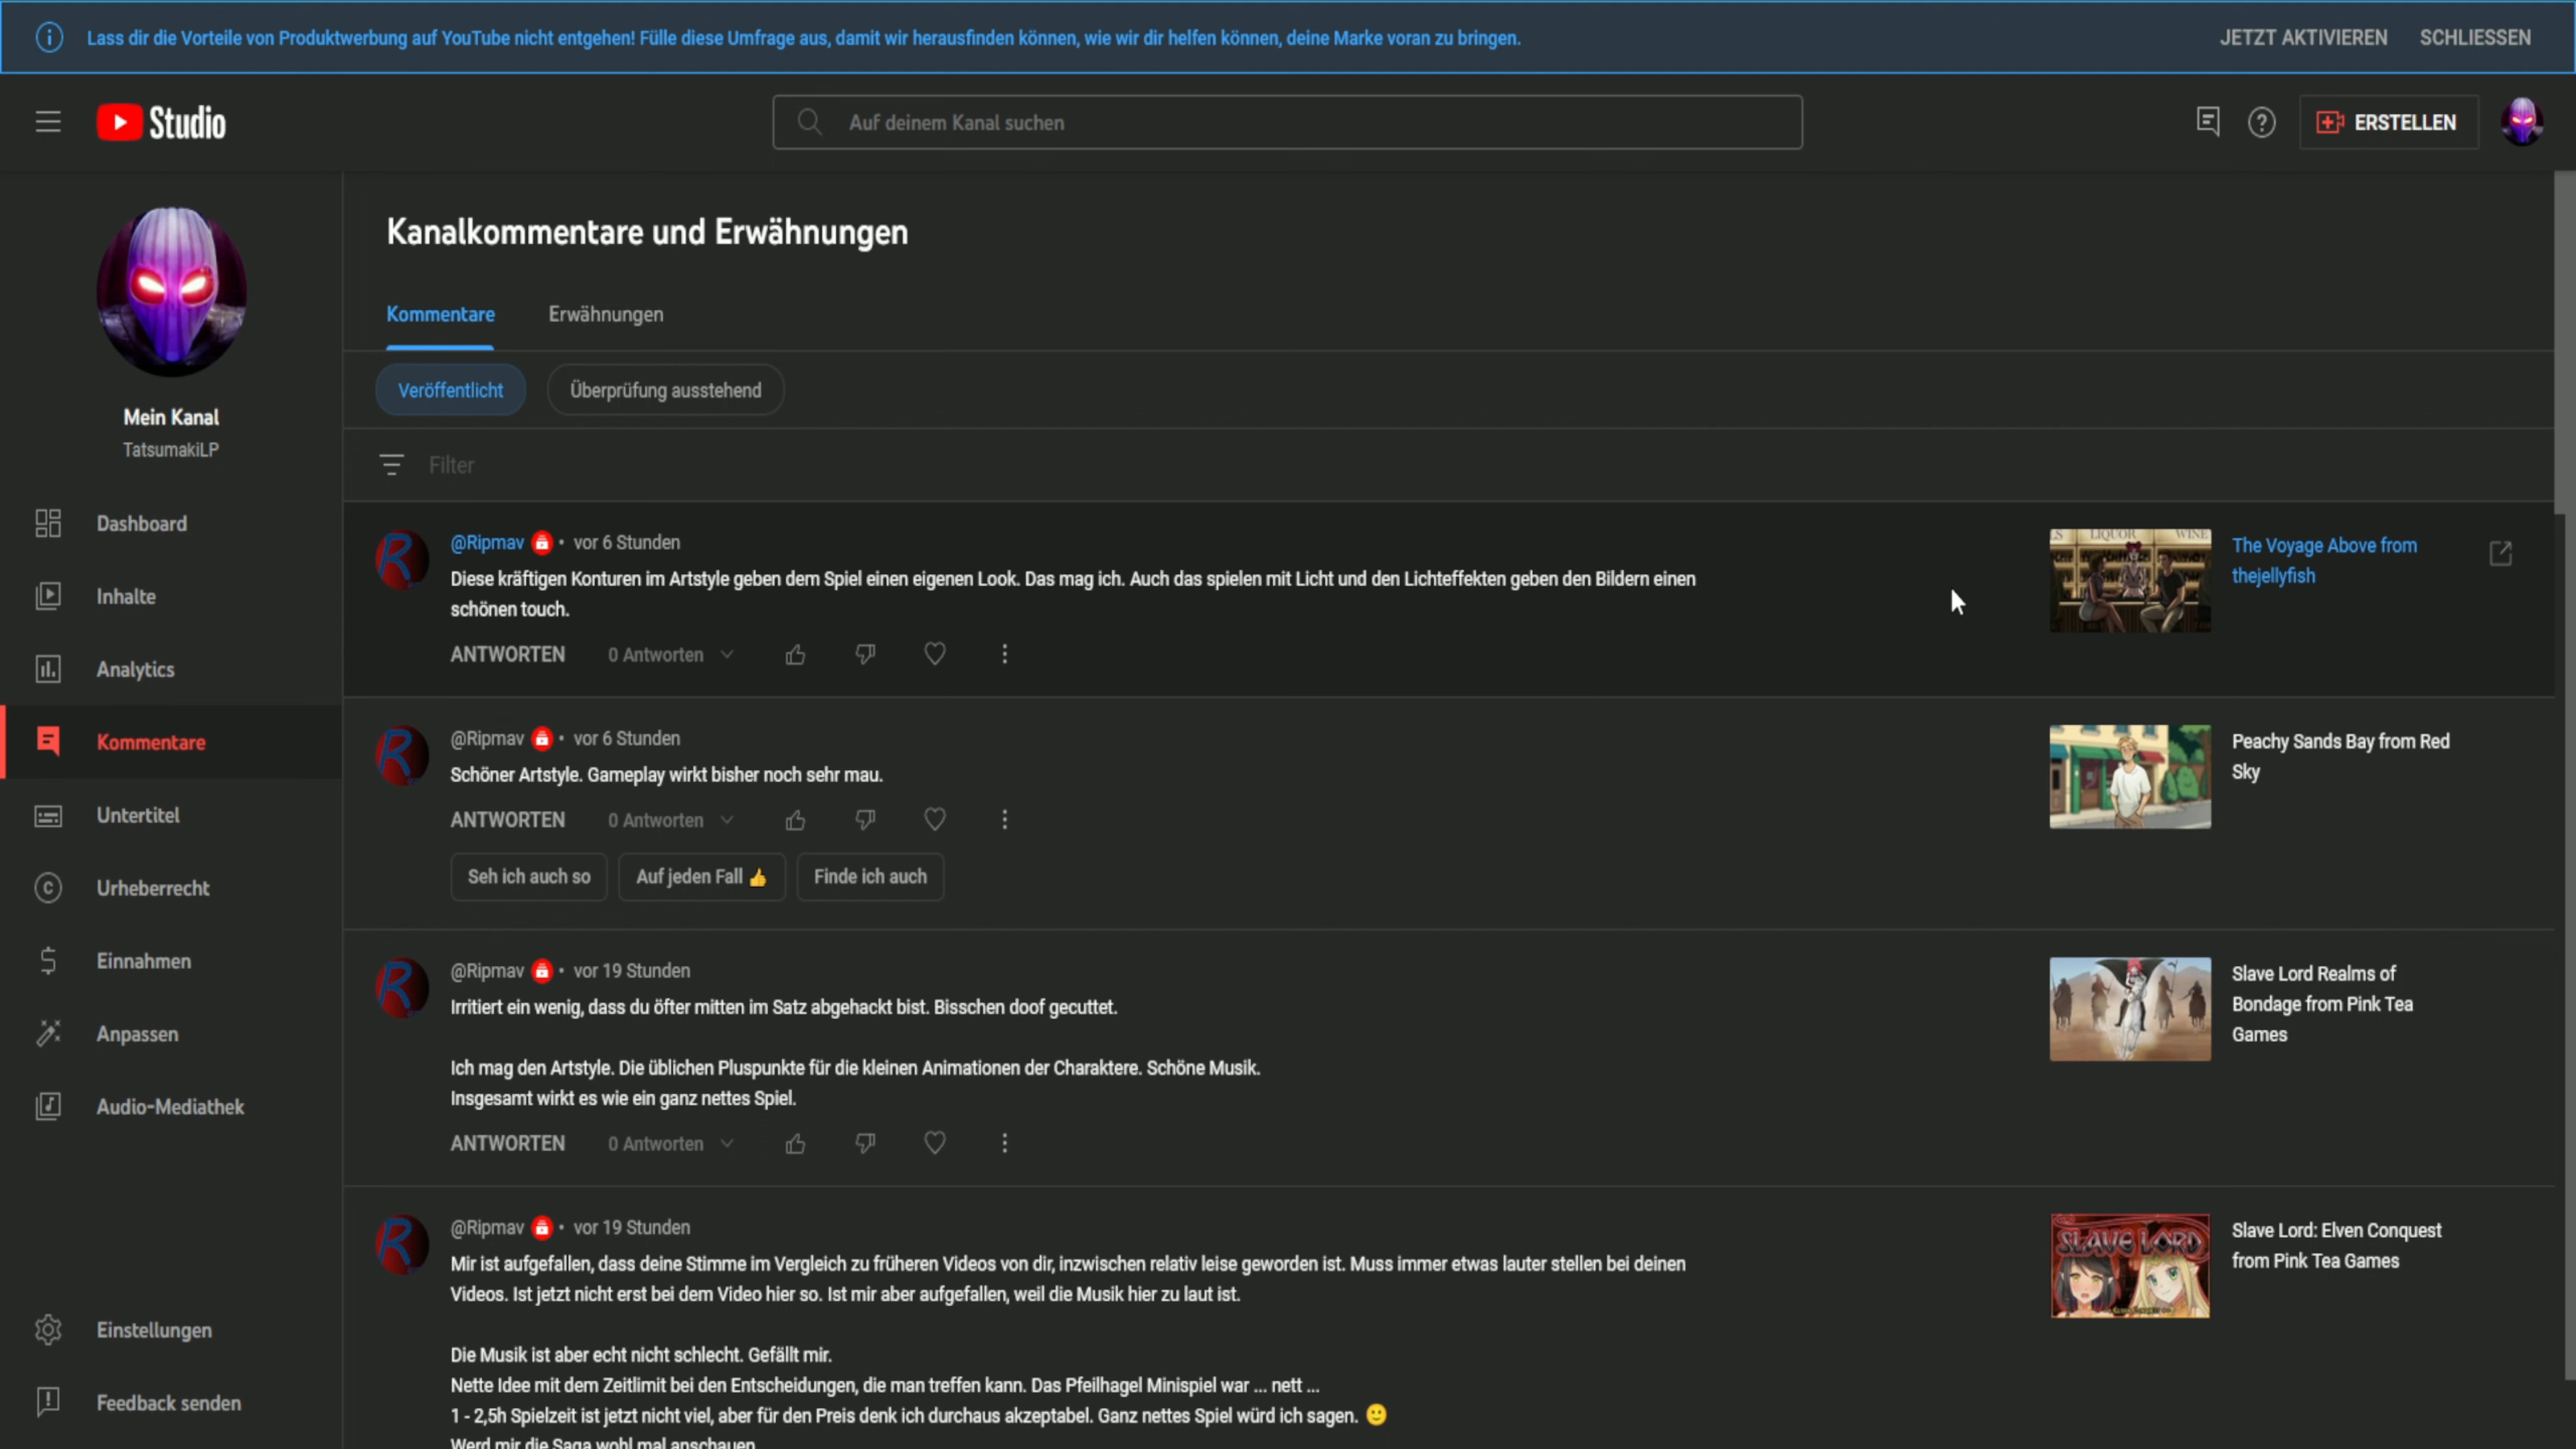 Lass dir die Vorteile von Produktwerbung auf YouTube nicht entgehen! Fülle diese Umfrage aus, damit wir herausfinden können, wie wir dir helfen können, deine Marke voran zu bringen.
JETZT AKTIVIEREN
SCHLIESSEN
Studio
Auf deinem Kanal suchen
ERSTELLEN
Mein Kanal
TatsumakiLP
Dashboard
Inhalte
Analytics
Kommentare
Untertitel
Urheberrecht
Einnahmen
Anpassen
Audio-Mediathek
Einstellungen
Feedback senden
Kanalkommentare und Erwähnungen
Kommentare
Erwähnungen
Veröffentlicht
Überprüfung ausstehend
Filter
@Ripmav • vor 6 Stunden
Diese kräftigen Konturen im Artstyle geben dem Spiel einen eigenen Look. Das mag ich. Auch das spielen mit Licht und den Lichteffekten geben den Bildern einen
schönen touch.
ANTWORTEN
0 Antworten
LIQUOR
WINE
The Voyage Above from
thejellyfish
@Ripmav • vor 6 Stunden
Schöner Artstyle. Gameplay wirkt bisher noch sehr mau.
ANTWORTEN
0 Antworten
Seh ich auch so
Auf jeden Fall 👍
Finde ich auch
Peachy Sands Bay from Red
Sky
@Ripmav • vor 19 Stunden
Irritiert ein wenig, dass du öfter mitten im Satz abgehackt bist. Bisschen doof gecuttet.
Ich mag den Artstyle. Die üblichen Pluspunkte für die kleinen Animationen der Charaktere. Schöne Musik.
Insgesamt wirkt es wie ein ganz nettes Spiel.
ANTWORTEN
0 Antworten
Slave Lord Realms of
Bondage from Pink Tea
Games
@Ripmav • vor 19 Stunden
Mir ist aufgefallen, dass deine Stimme im Vergleich zu früheren Videos von dir, inzwischen relativ leise geworden ist. Muss immer etwas lauter stellen bei deinen
Videos. Ist jetzt nicht erst bei dem Video hier so. Ist mir aber aufgefallen, weil die Musik hier zu laut ist.
Die Musik ist aber echt nicht schlecht. Gefällt mir.
Nette Idee mit dem Zeitlimit bei den Entscheidungen, die man treffen kann. Das Pfeilhagel Minispiel war ... nett ...
1 - 2,5h Spielzeit ist jetzt nicht viel, aber für den Preis denk ich durchaus akzeptabel. Ganz nettes Spiel würd ich sagen. 🙂
Werd mir die Saga wohl mal anschauen
SLAVE LORD
Slave Lord: Elven Conquest
from Pink Tea Games